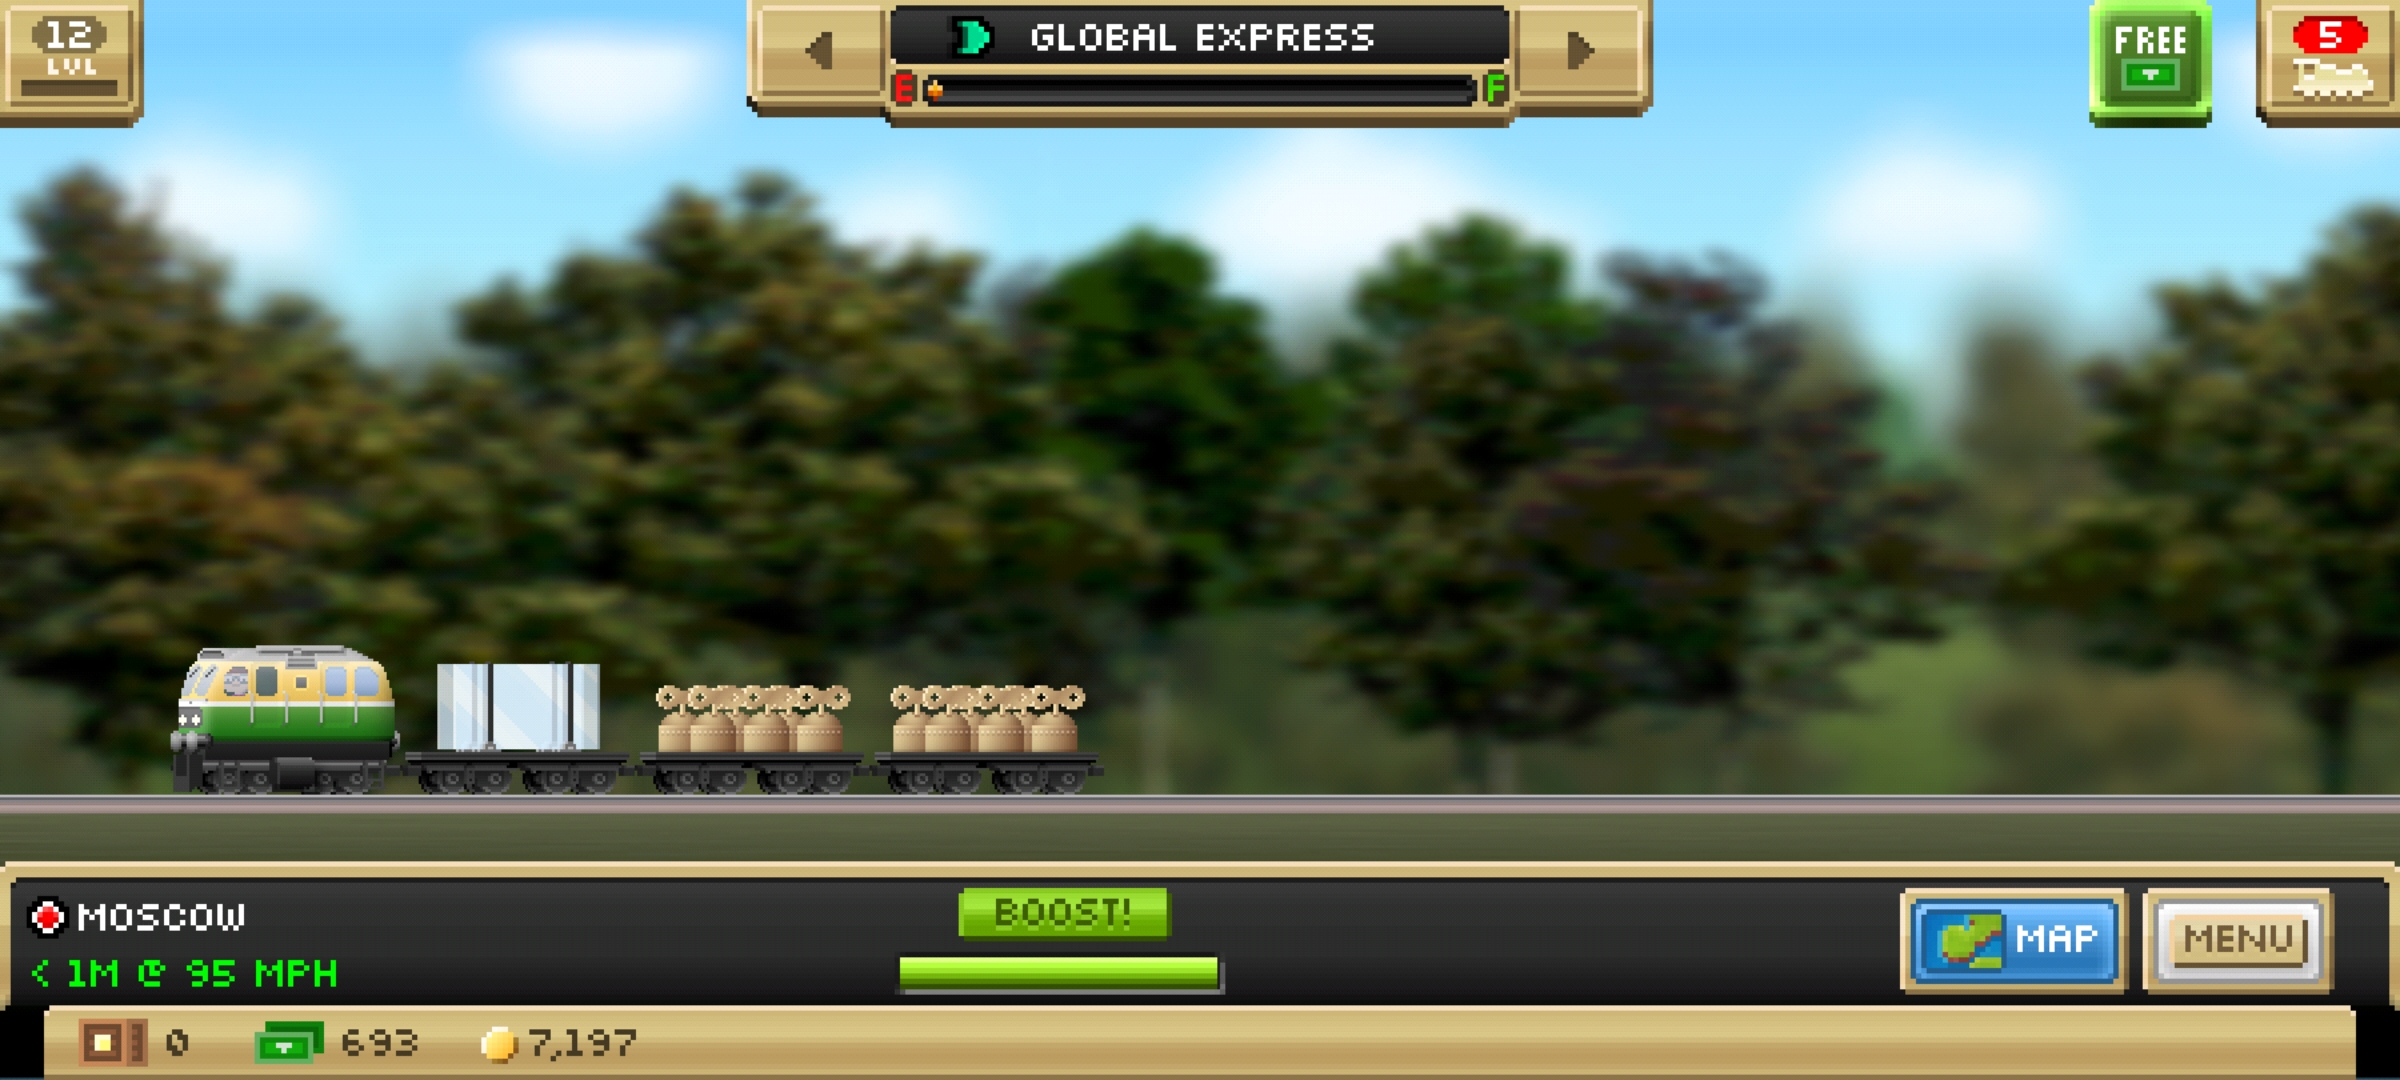 12
LVL
GLOBAL EXPRESS
E F
FREE
5
MOSCOW
< 1M @ 95 MPH
BOOST!
MAP
MENU
0
693
7,197